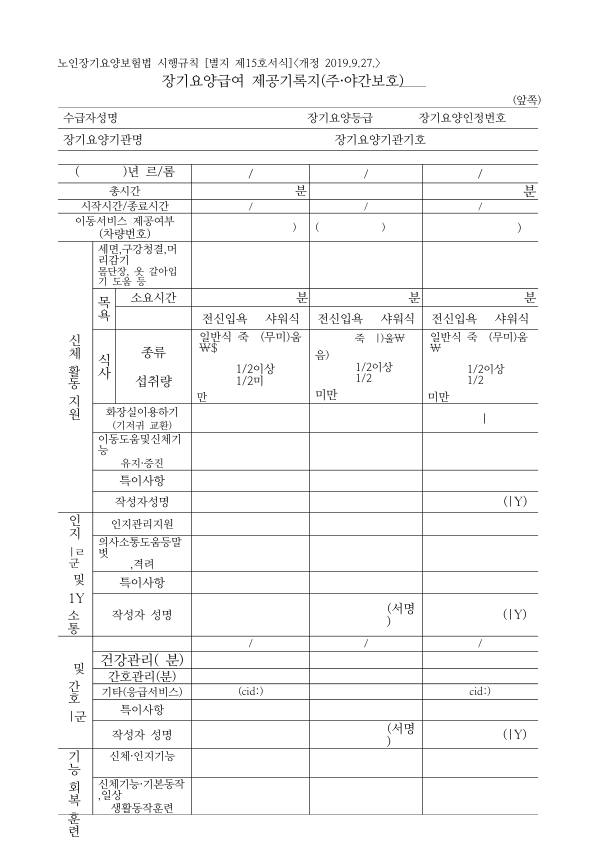 노인장기요양보험법 시행규칙 [별지 제15호서식]<개정 2019.9.27.>
장기요양급여 제공기록지(주·야간보호)
(앞쪽)
수급자성명 장기요양등급 장기요양인정번호
장기요양기관명 장기요양기관기호
( )년 르/롬 / / /
총시간 분 분
시작시간/종료시간 / / /
이동서비스 제공여부
(차량번호) ) ( ) )
신체 활동 지원
세면,구강청결,머
리감기
몸단장, 옷 갈아입
기 도움 등
목욕
소요시간 분 분 분
전신입욕 샤워식 전신입욕 샤워식 전신입욕 샤워식
식사
종류
섭취량
일반식 죽 (무미)움
₩$
1/2이상
1/2미
만
죽 |)울₩
음)
1/2이상
1/2
미만
일반식 죽 (무미)움
₩
1/2이상
1/2
미만
화장실이용하기
(기저귀 교환) |
이동도움및신체기
능
유지·증진
특이사항
작성자성명 (|Y)
인지
|ㄹ
군
및
1Y
소
통
인지관리지원
의사소통도움등말
벗
,격려
특이사항
작성자 성명 (서명
) (|Y)
/ / /
및
간
호
|군
건강관리( 분)
간호관리(분)
기타(응급서비스) (cid:) cid:)
특이사항
작성자 성명 (서명
) (|Y)
기능 회복 훈련
신체·인지기능
신체기능·기본동작
,일상
생활동작훈련